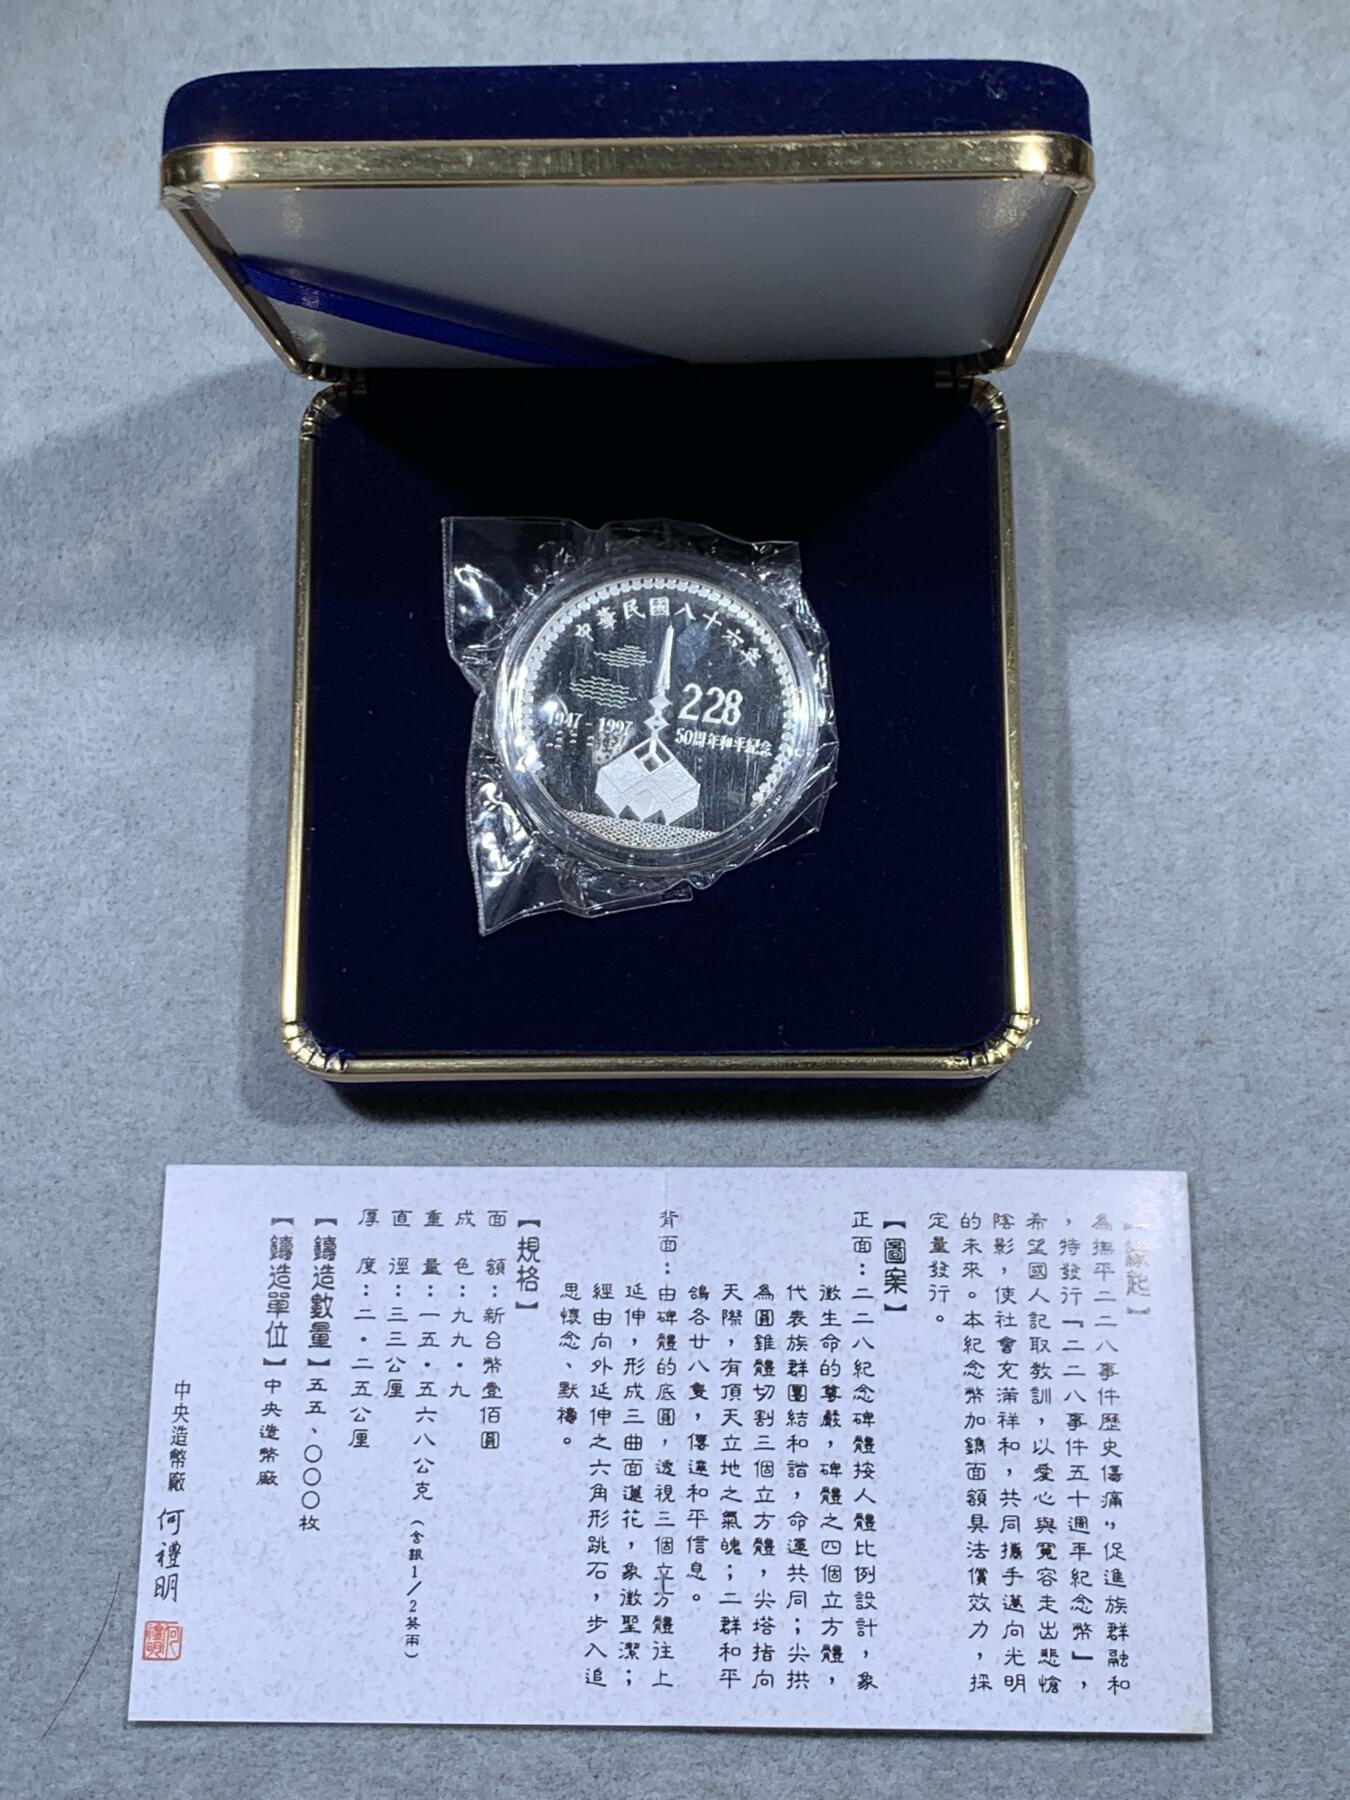 中華民國八十六年
1947-1997
228
50周年和平紀念
【緣起】
為撫平二二八事件歷史傷痛,促進族群融和
,特發行『二二八事件五十週年紀念幣』,
希望國人記取教訓,以愛心與寬容走出悲愴
陰影,使社會充滿祥和,共同攜手邁向光明
的未來。本紀念幣加鐫面額具法償效力,採
定量發行。
【圖案】
正面:二二八紀念碑體按人體比例設計,象
徵生命的尊嚴,碑體之四個立方體,
代表族群團結和諧,命運共同;尖拱
為圓錐體切割三個立方體,尖塔指向
天際,有頂天立地之氣魄;二群和平
鴿各廿八隻,傳達和平信息。
背面:由碑體的底圓,透視三個立方體往上
延伸,形成三曲面蓮花,象徵聖潔;
經由向外延伸之六角形跳石,步入追
思懷念、默禱。
【規格】
面額:新台幣壹佰圓
成色:九九.九
重量:一五.五六八公克(含銀1/2英兩)
直徑:三三公厘
厚度:二.二五公厘
【鑄造數量】五五、○○○枚
【鑄造單位】中央造幣廠
中央造幣廠 何禮明
何禮明